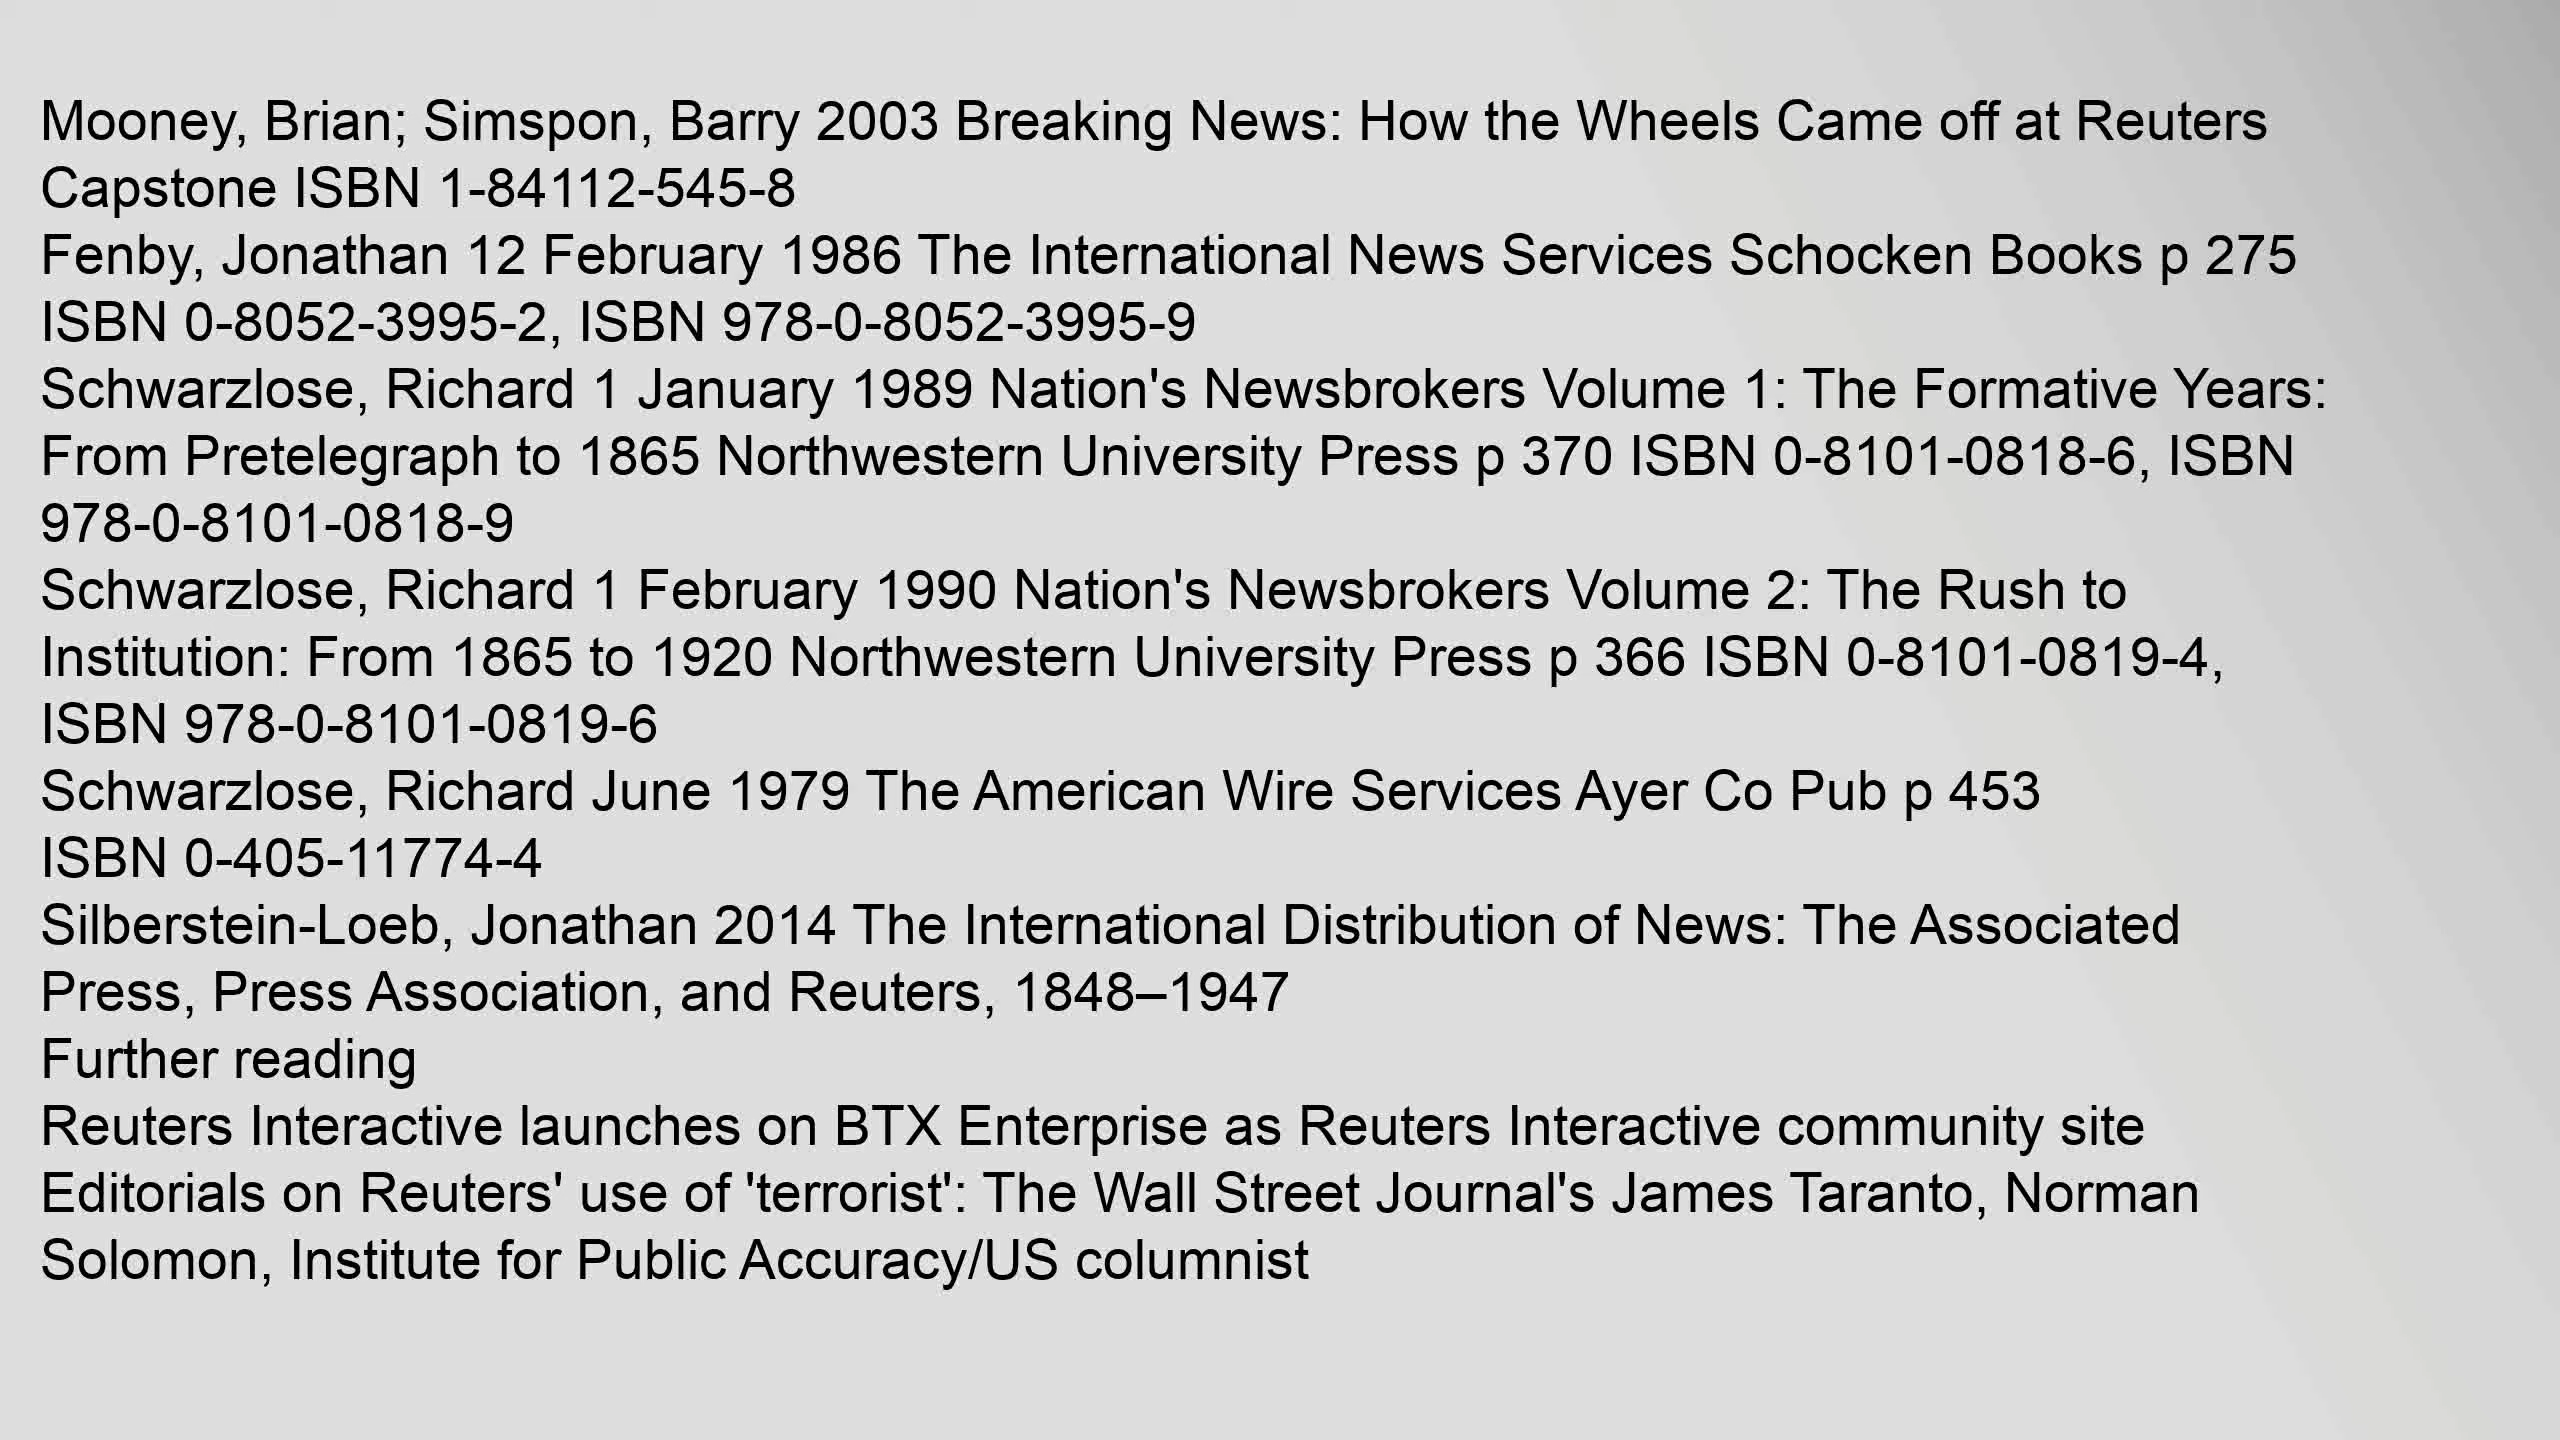 Mooney, Brian; Simspon, Barry 2003 Breaking News: How the Wheels Came off at Reuters
Capstone ISBN 1-84112-545-8
Fenby, Jonathan 12 February 1986 The International News Services Schocken Books p 275
ISBN 0-8052-3995-2, ISBN 978-0-8052-3995-9
Schwarzlose, Richard 1 January 1989 Nation's Newsbrokers Volume 1: The Formative Years:
From Pretelegraph to 1865 Northwestern University Press p 370 ISBN 0-8101-0818-6, ISBN
978-0-8101-0818-9
Schwarzlose, Richard 1 February 1990 Nation's Newsbrokers Volume 2: The Rush to
Institution: From 1865 to 1920 Northwestern University Press p 366 ISBN 0-8101-0819-4,
ISBN 978-0-8101-0819-6
Schwarzlose, Richard June 1979 The American Wire Services Ayer Co Pub p 453
ISBN 0-405-11774-4
Silberstein-Loeb, Jonathan 2014 The International Distribution of News: The Associated
Press, Press Association, and Reuters, 1848–1947
Further reading
Reuters Interactive launches on BTX Enterprise as Reuters Interactive community site
Editorials on Reuters' use of 'terrorist': The Wall Street Journal's James Taranto, Norman
Solomon, Institute for Public Accuracy/US columnist